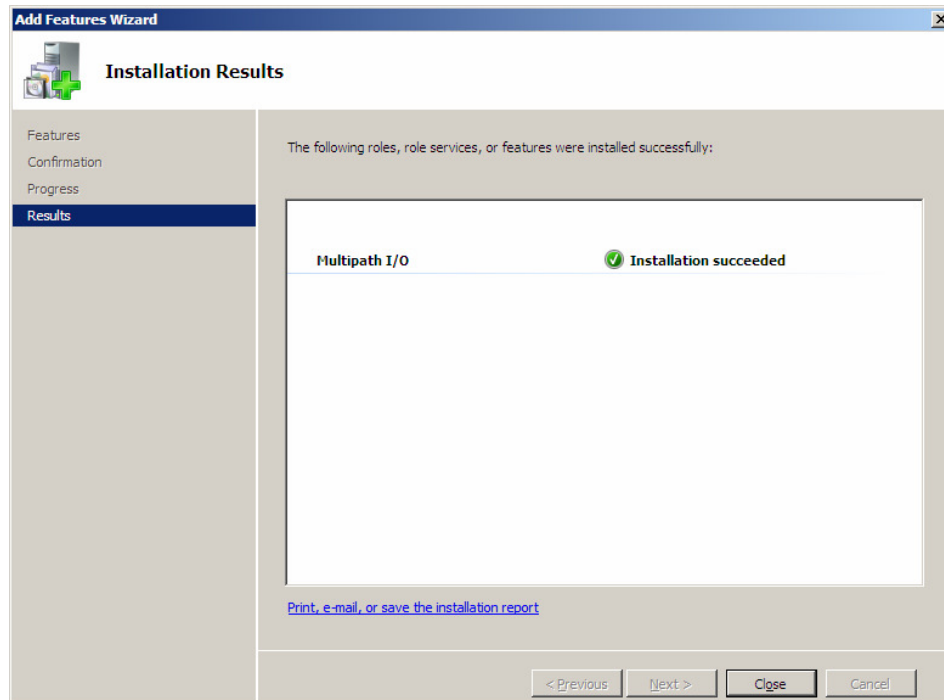 Add Features Wizard
Installation Results
Features
Confirmation
Progress
Results
The following roles, role services, or features were installed successfully:
Multipath I/O Installation succeeded
Print, e-mail, or save the installation report
< Previous Next > Close Cancel